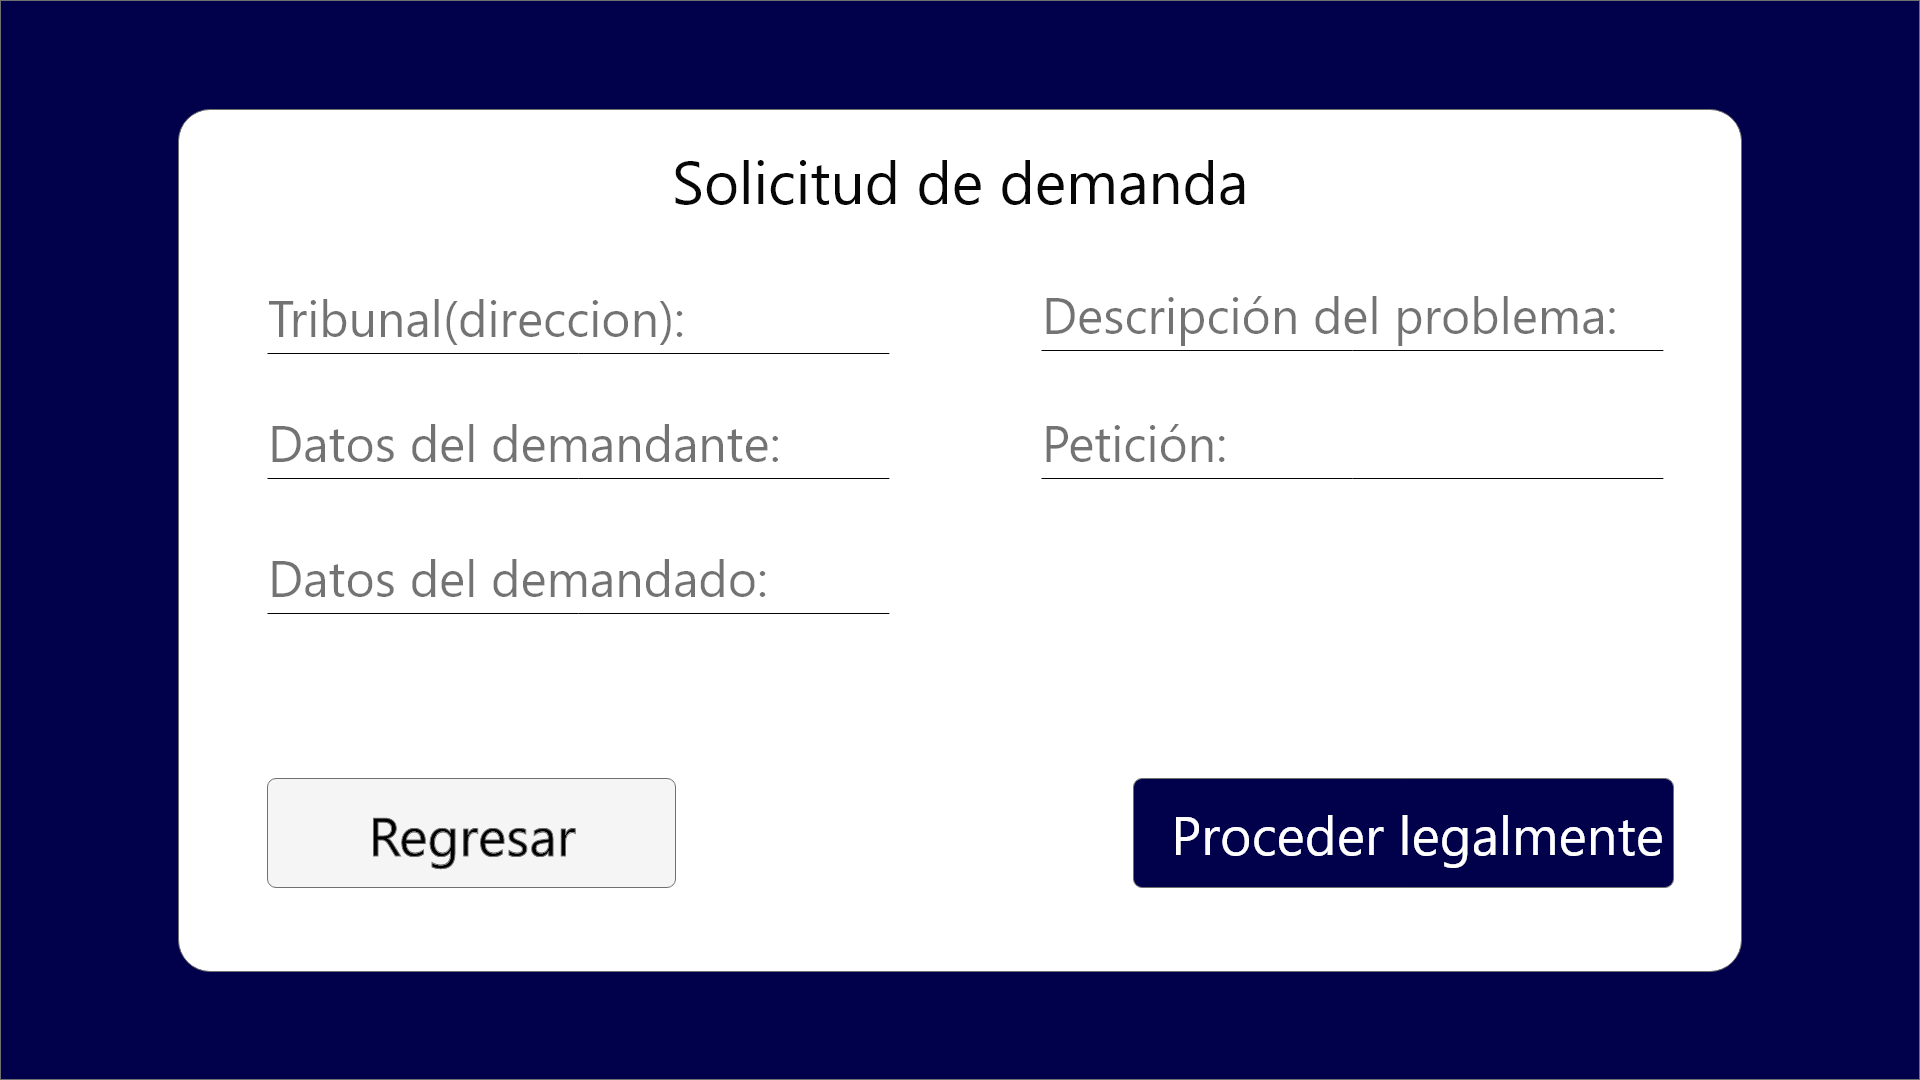 Solicitud de demanda
Tribunal(direccion):
Descripción del problema:
Datos del demandante:
Petición:
Datos del demandado:
Regresar
Proceder legalmente